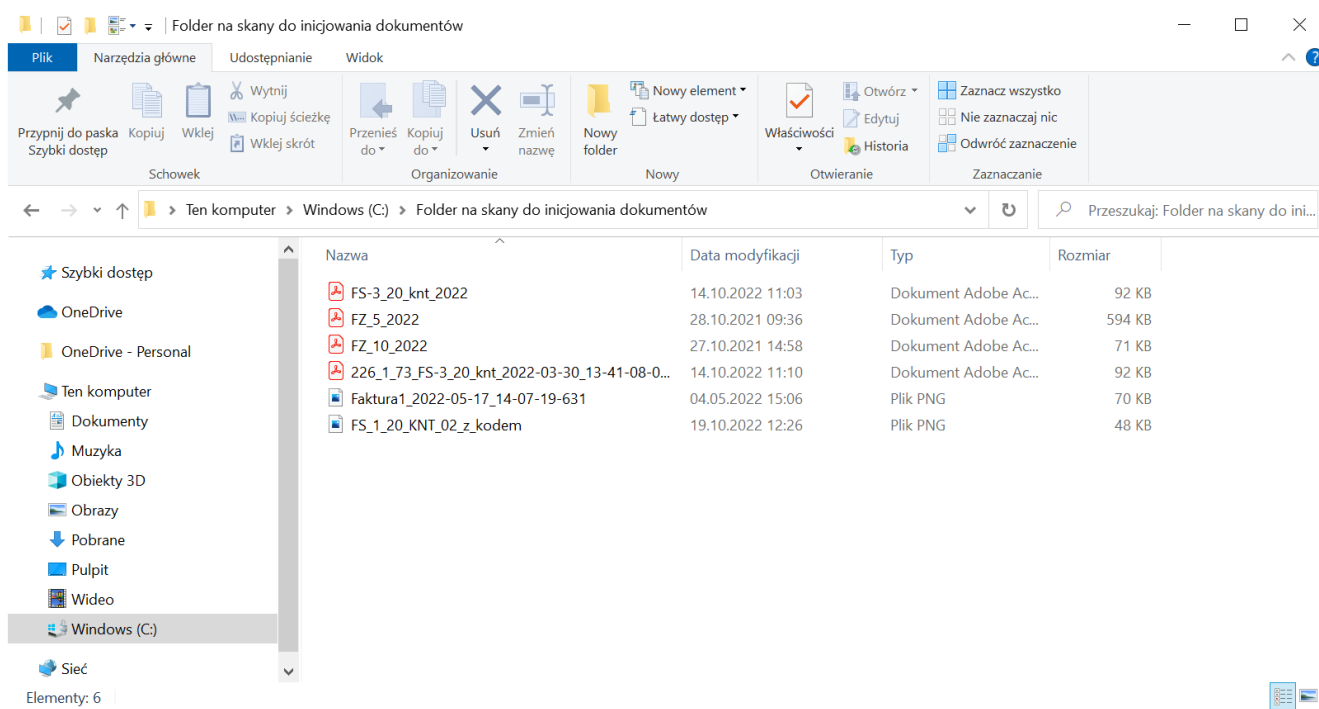 Folder na skany do inicjowania dokumentów
Plik Narzędzia główne Udostępnianie Widok
Przypnij do paska Szybki dostęp
Kopiuj
Wklej
Wytnij
Kopiuj ścieżkę
Wklej skrót
Schowek
Przenieś do
Kopiuj do
Usuń
Zmień nazwę
Organizowanie
Nowy folder
Nowy element
Łatwy dostęp
Nowy
Właściwości
Otwórz
Edytuj
Historia
Otwieranie
Zaznacz wszystko
Nie zaznaczaj nic
Odwróć zaznaczenie
Zaznaczanie
Ten komputer > Windows (C:) > Folder na skany do inicjowania dokumentów
Przeszukaj: Folder na skany do ini...
Szybki dostęp
OneDrive
OneDrive - Personal
Ten komputer
Dokumenty
Muzyka
Obiekty 3D
Obrazy
Pobrane
Pulpit
Wideo
Windows (C:)
Sieć
Nazwa Data modyfikacji Typ Rozmiar
FS-3_20_knt_2022 14.10.2022 11:03 Dokument Adobe Ac... 92 KB
FZ_5_2022 28.10.2021 09:36 Dokument Adobe Ac... 594 KB
FZ_10_2022 27.10.2021 14:58 Dokument Adobe Ac... 71 KB
226_1_73_FS-3_20_knt_2022-03-30_13-41-08-0... 14.10.2022 11:10 Dokument Adobe Ac... 92 KB
Faktura1_2022-05-17_14-07-19-631 04.05.2022 15:06 Plik PNG 70 KB
FS_1_20_KNT_02_z_kodem 19.10.2022 12:26 Plik PNG 48 KB
Elementy: 6